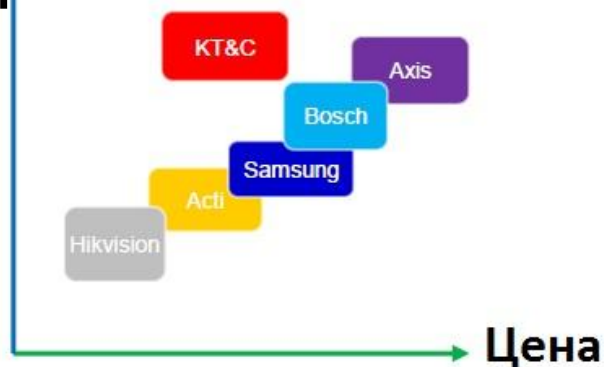 KT&C
Axis
Bosch
Samsung
Acti
Hikvision
Цена